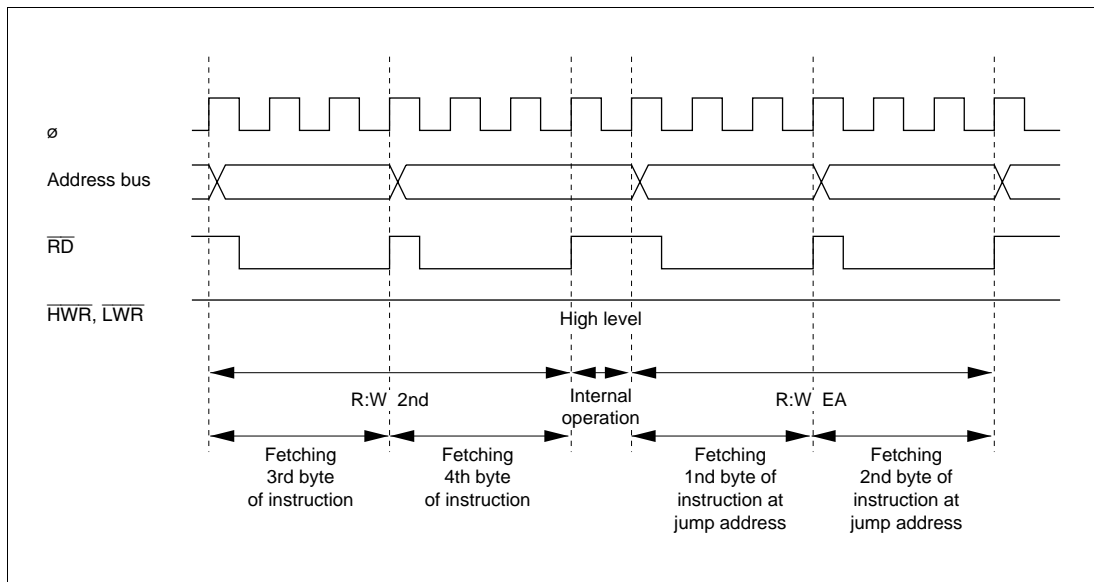 ø
Address bus
RD
HWR, LWR
High level
R:W 2nd
Internal
operation
R:W EA
Fetching
3rd byte
of instruction
Fetching
4th byte
of instruction
Fetching
1nd byte of
instruction at
jump address
Fetching
2nd byte of
instruction at
jump address